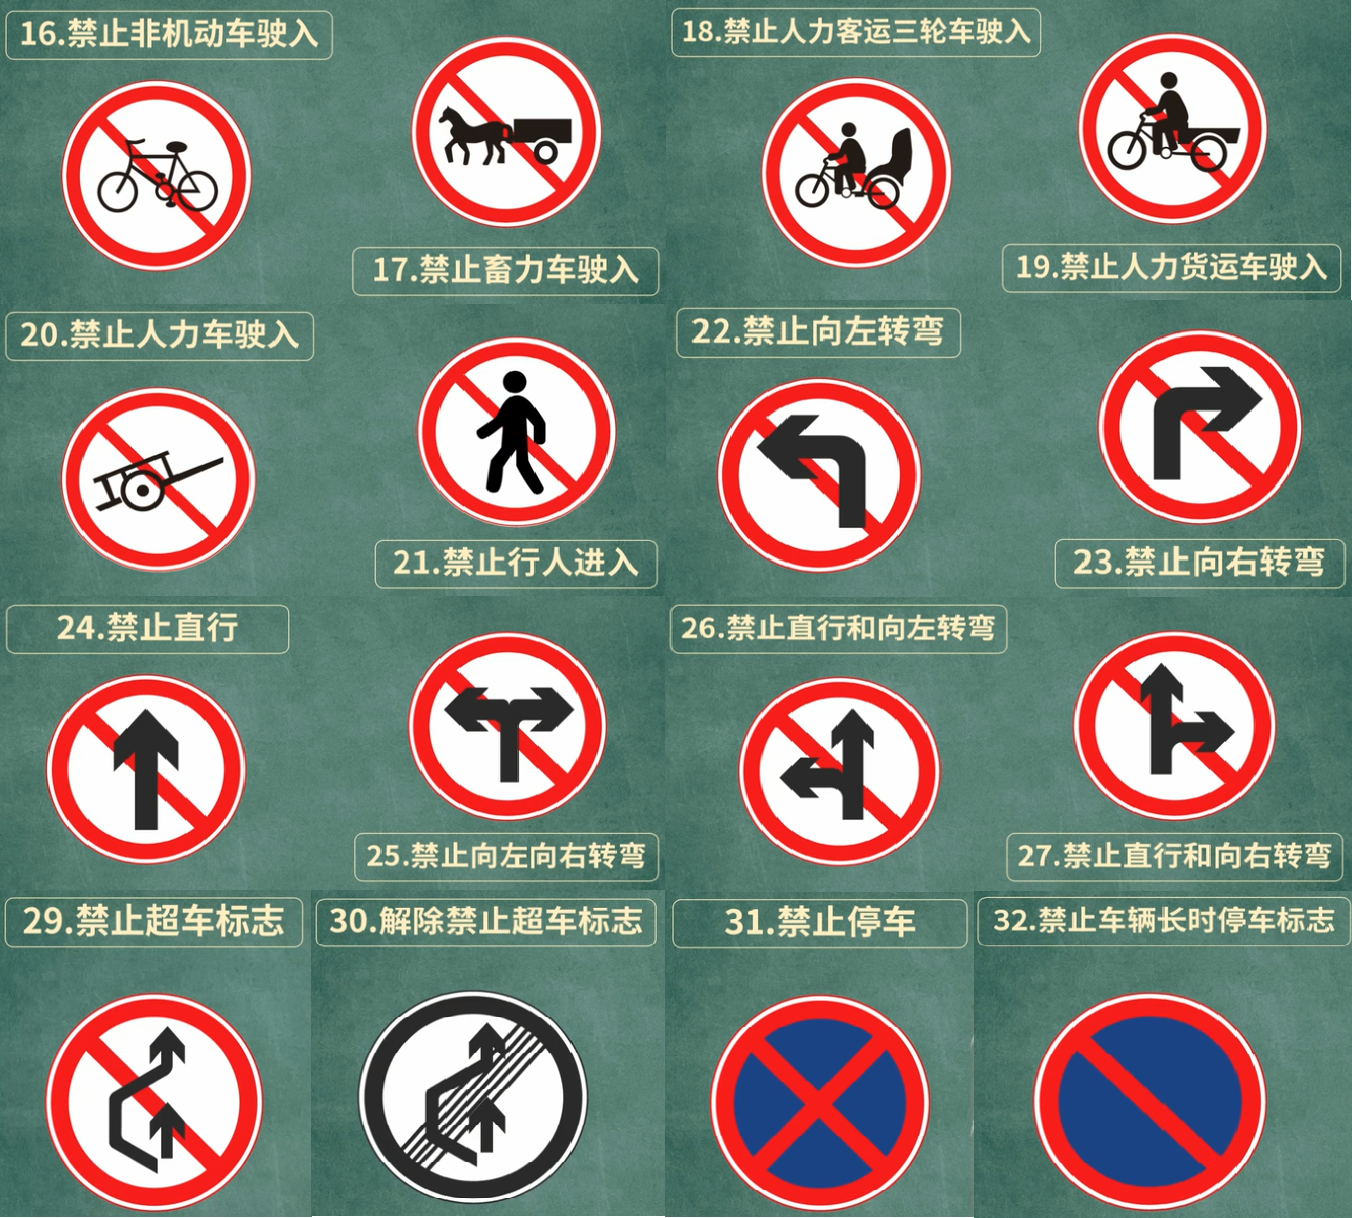 16.禁止非机动车驶入
17.禁止畜力车驶入
18.禁止人力客运三轮车驶入
19.禁止人力货运车驶入
20.禁止人力车驶入
21.禁止行人进入
22.禁止向左转弯
23.禁止向右转弯
24.禁止直行
25.禁止向左向右转弯
26.禁止直行和向左转弯
27.禁止直行和向右转弯
29.禁止超车标志
30.解除禁止超车标志
31.禁止停车
32.禁止车辆长时停车标志